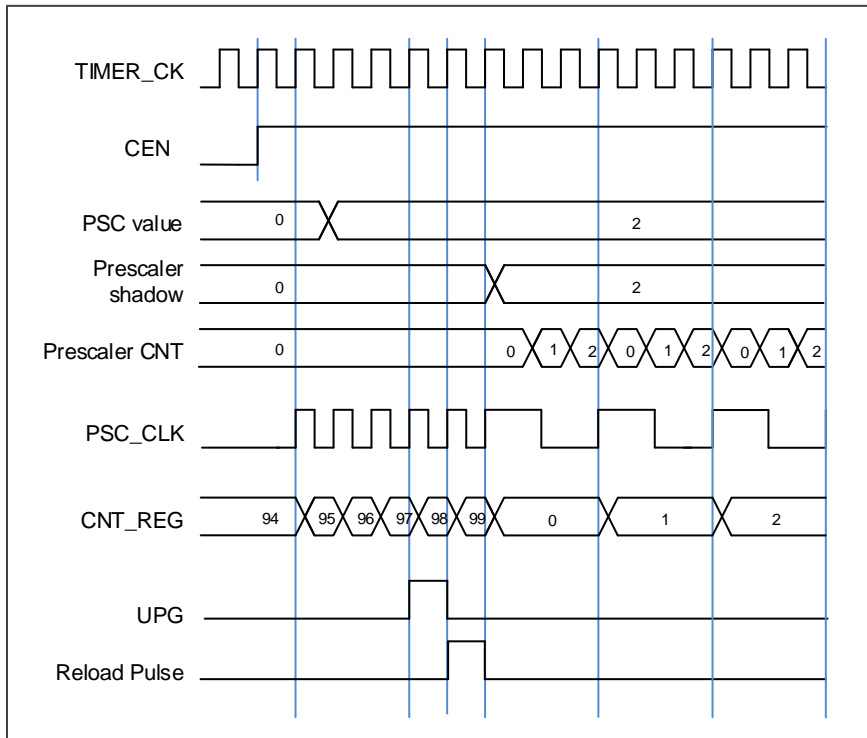 TIMER_CK
CEN
PSC value 0 2
Prescaler
shadow 0 2
Prescaler CNT 0 0 1 2 0 1 2 0 1 2
PSC_CLK
CNT_REG 94 95 96 97 98 99 0 1 2
UPG
Reload Pulse